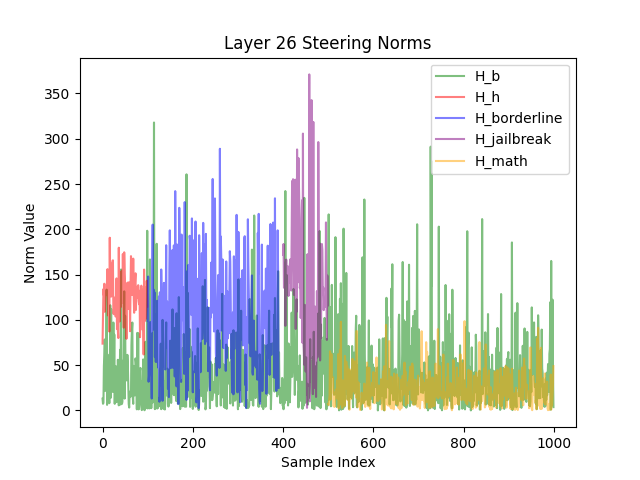 Layer 26 Steering Norms
H_b
H_h
H_borderline
H_jailbreak
H_math
Norm Value
350
300
250
200
150
100
50
0
0
200
400
600
800
1000
Sample Index